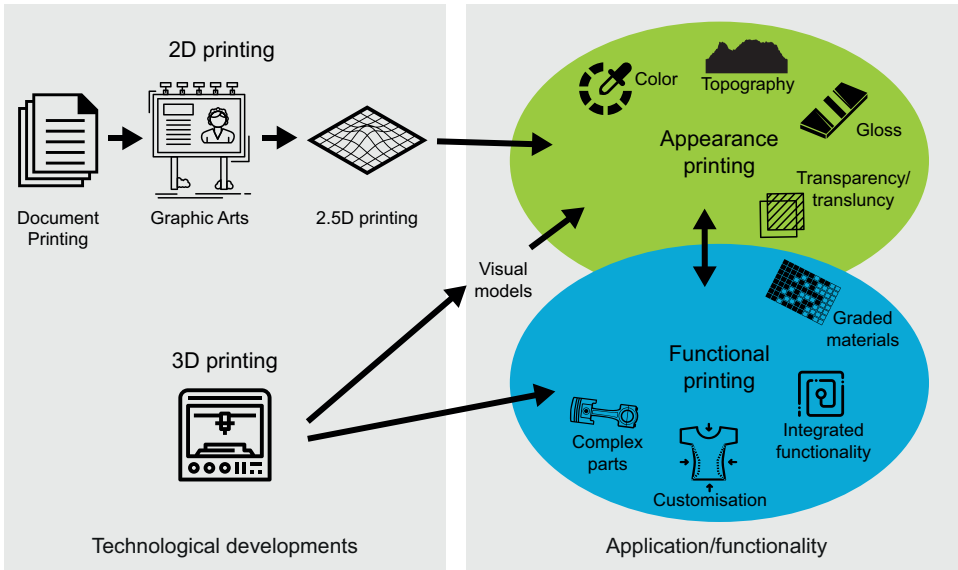 2D printing
Document
Printing
Graphic Arts
2.5D printing
3D printing
Visual
models
Technological developments
Color
Topography
Gloss
Appearance
printing
Transparency/
transluncy
Graded
materials
Functional
printing
Complex
parts
Customisation
Integrated
functionality
Application/functionality